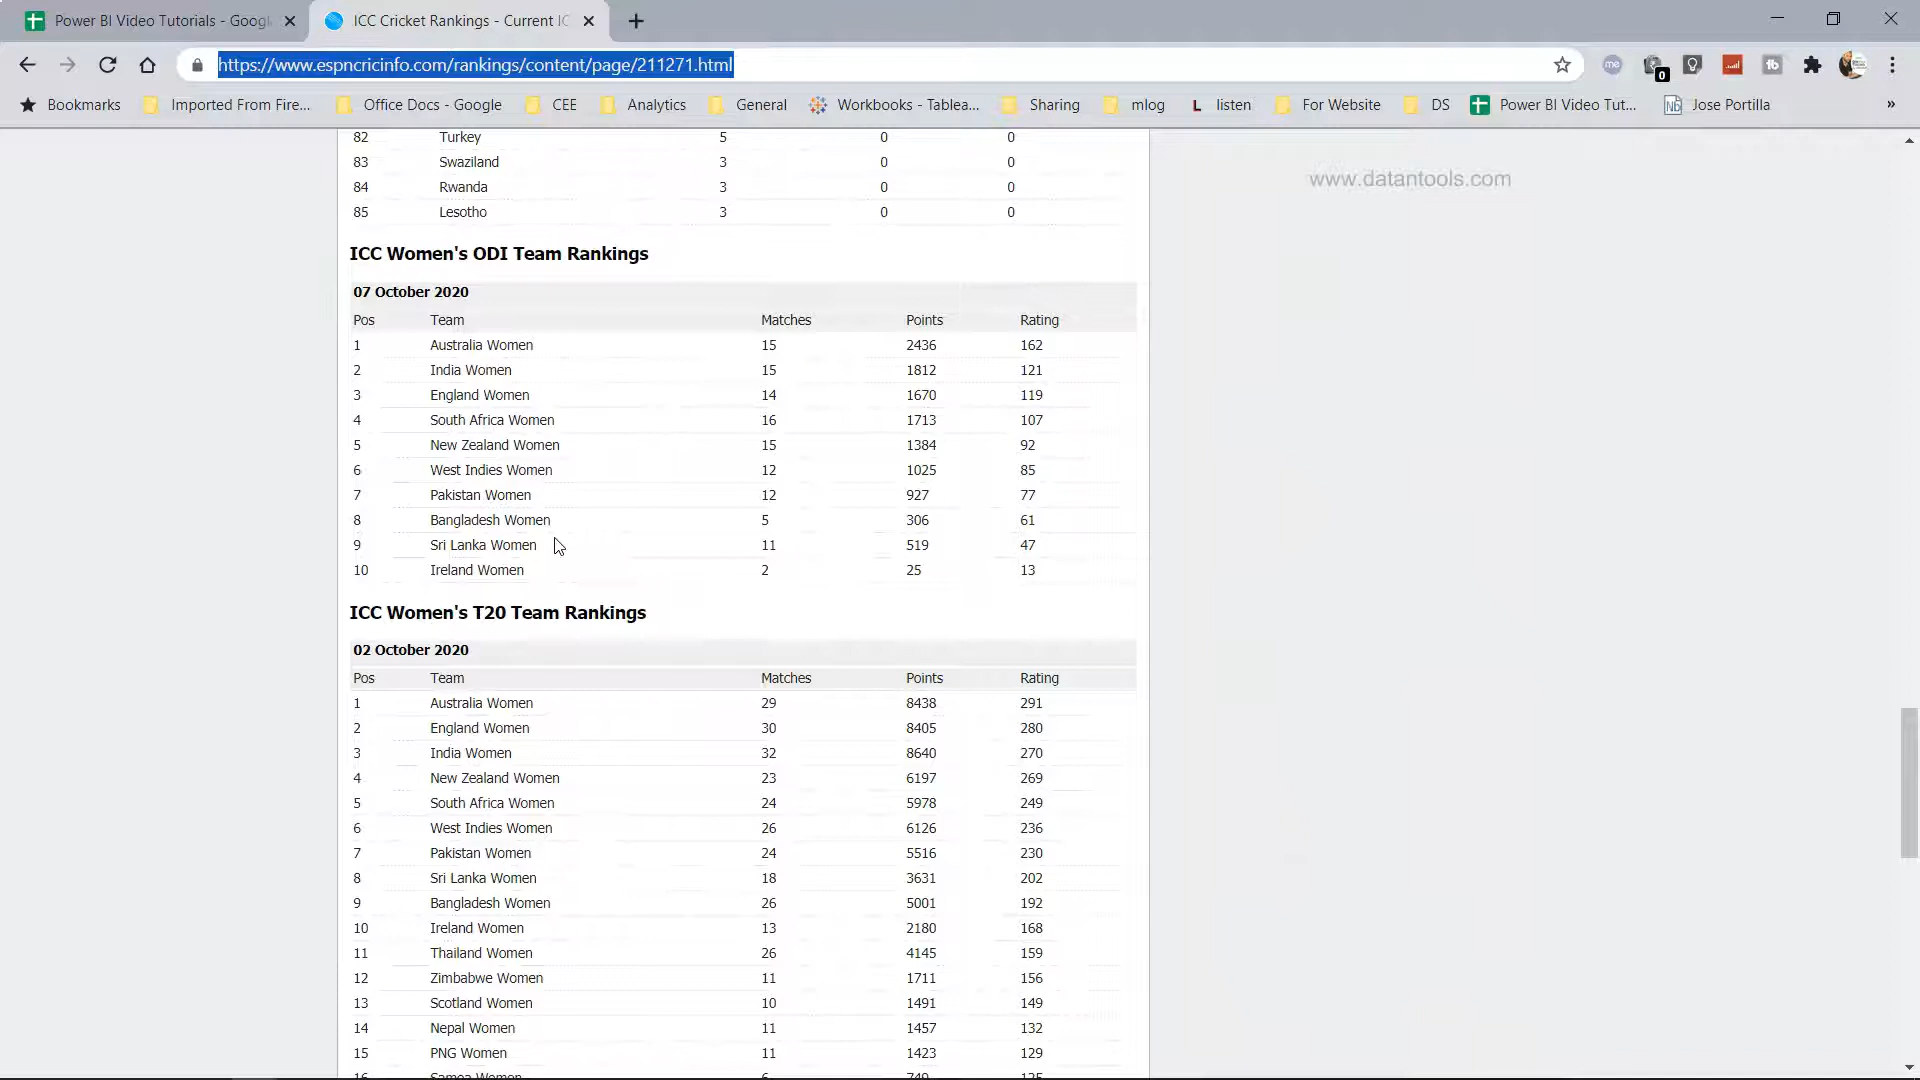 Power BI Video Tutorials - Googl
ICC Cricket Rankings - Current IC
https://www.espncricinfo.com/rankings/content/page/211271.html
me
0
tb
Bookmarks
Imported From Fire...
Office Docs - Google
CEE
Analytics
General
Workbooks - Tablea...
Sharing
mlog
L listen
For Website
DS
Power BI Video Tut...
Nb Jose Portilla
»
www.datantools.com
82 Turkey 5 0 0
83 Swaziland 3 0 0
84 Rwanda 3 0 0
85 Lesotho 3 0 0
ICC Women's ODI Team Rankings
07 October 2020
Pos Team Matches Points Rating
1 Australia Women 15 2436 162
2 India Women 15 1812 121
3 England Women 14 1670 119
4 South Africa Women 16 1713 107
5 New Zealand Women 15 1384 92
6 West Indies Women 12 1025 85
7 Pakistan Women 12 927 77
8 Bangladesh Women 5 306 61
9 Sri Lanka Women 11 519 47
10 Ireland Women 2 25 13
ICC Women's T20 Team Rankings
02 October 2020
Pos Team Matches Points Rating
1 Australia Women 29 8438 291
2 England Women 30 8405 280
3 India Women 32 8640 270
4 New Zealand Women 23 6197 269
5 South Africa Women 24 5978 249
6 West Indies Women 26 6126 236
7 Pakistan Women 24 5516 230
8 Sri Lanka Women 18 3631 202
9 Bangladesh Women 26 5001 192
10 Ireland Women 13 2180 168
11 Thailand Women 26 4145 159
12 Zimbabwe Women 11 1711 156
13 Scotland Women 10 1491 149
14 Nepal Women 11 1457 132
15 PNG Women 11 1423 129
16 Samoa Women 6 749 125